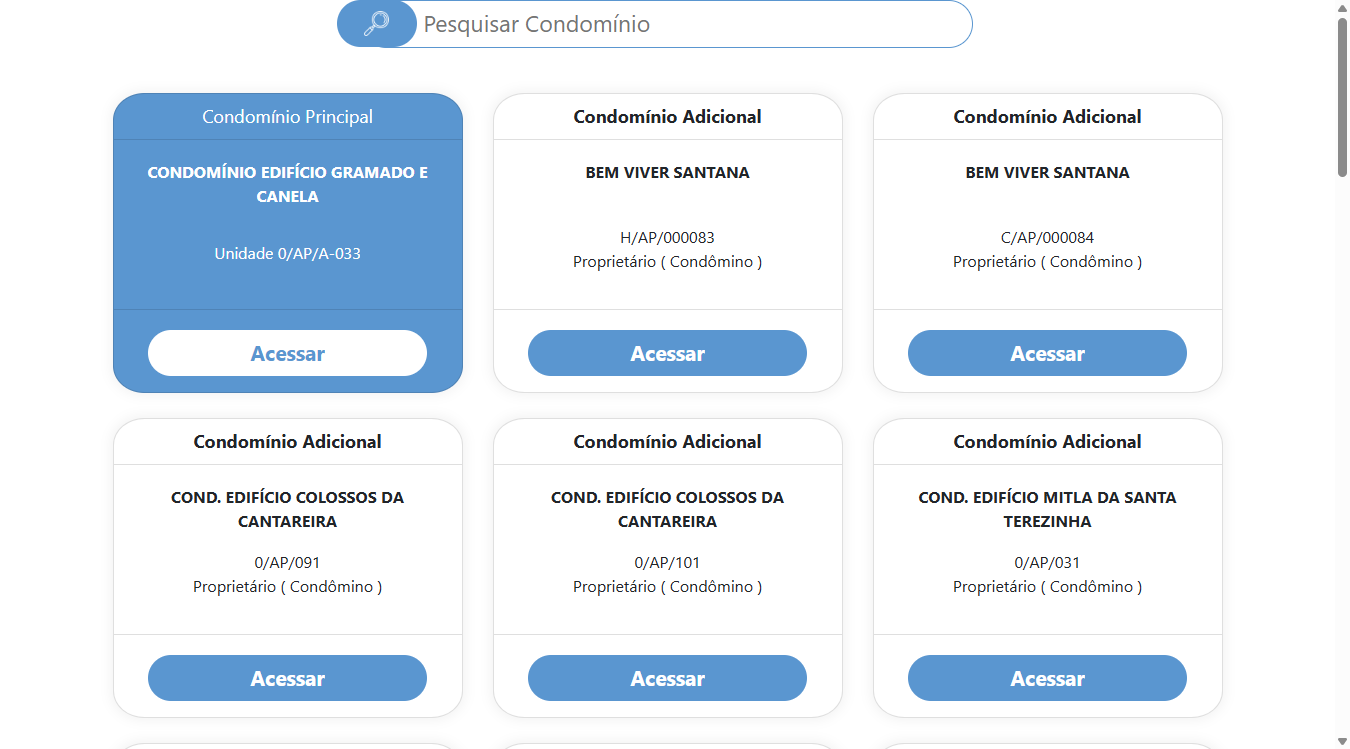 Pesquisar Condomínio
Condomínio Principal
CONDOMÍNIO EDIFÍCIO GRAMADO E
CANELA
Unidade 0/AP/A-033
Acessar
Condomínio Adicional
BEM VIVER SANTANA
H/AP/000083
Proprietário ( Condômino )
Acessar
Condomínio Adicional
BEM VIVER SANTANA
C/AP/000084
Proprietário ( Condômino )
Acessar
Condomínio Adicional
COND. EDIFÍCIO COLOSSOS DA
CANTAREIRA
0/AP/091
Proprietário ( Condômino )
Acessar
Condomínio Adicional
COND. EDIFÍCIO COLOSSOS DA
CANTAREIRA
0/AP/101
Proprietário ( Condômino )
Acessar
Condomínio Adicional
COND. EDIFÍCIO MITLA DA SANTA
TEREZINHA
0/AP/031
Proprietário ( Condômino )
Acessar